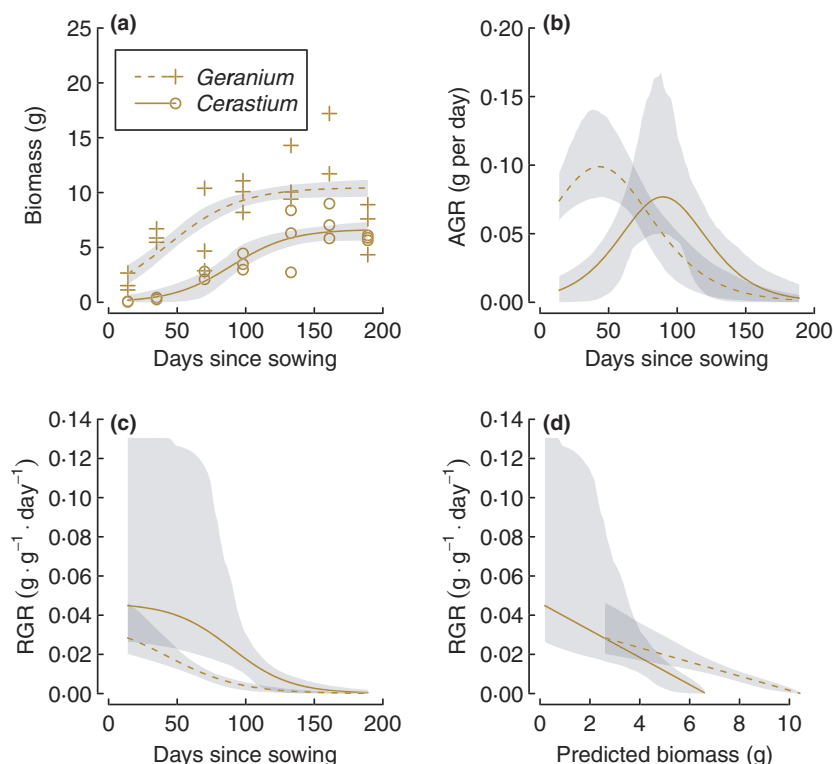 (a)
25
20
15
10
5
0
Biomass (g)
Geranium
Cerastium
0 50 100 150 200
Days since sowing
(b)
0·20
0·15
0·10
0·05
0·00
AGR (g per day)
0 50 100 150 200
Days since sowing
(c)
0·14
0·12
0·10
0·08
0·06
0·04
0·02
0·00
RGR (g · g⁻¹ · day⁻¹)
0 50 100 150 200
Days since sowing
(d)
0·14
0·12
0·10
0·08
0·06
0·04
0·02
0·00
RGR (g · g⁻¹ · day⁻¹)
0 2 4 6 8 10
Predicted biomass (g)